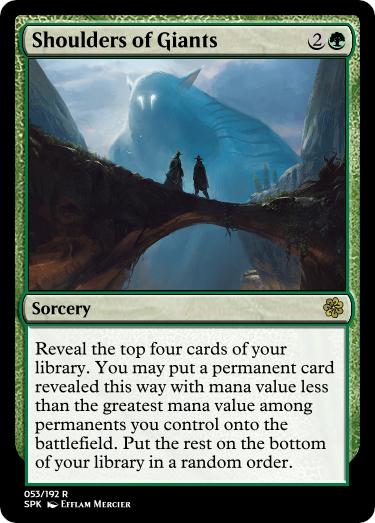 Shoulders of Giants 2
Sorcery
Reveal the top four cards of your
library. You may put a permanent card
revealed this way with mana value less
than the greatest mana value among
permanents you control onto the
battlefield. Put the rest on the bottom
of your library in a random order.
053/192 R
SPK Efflam Mercier